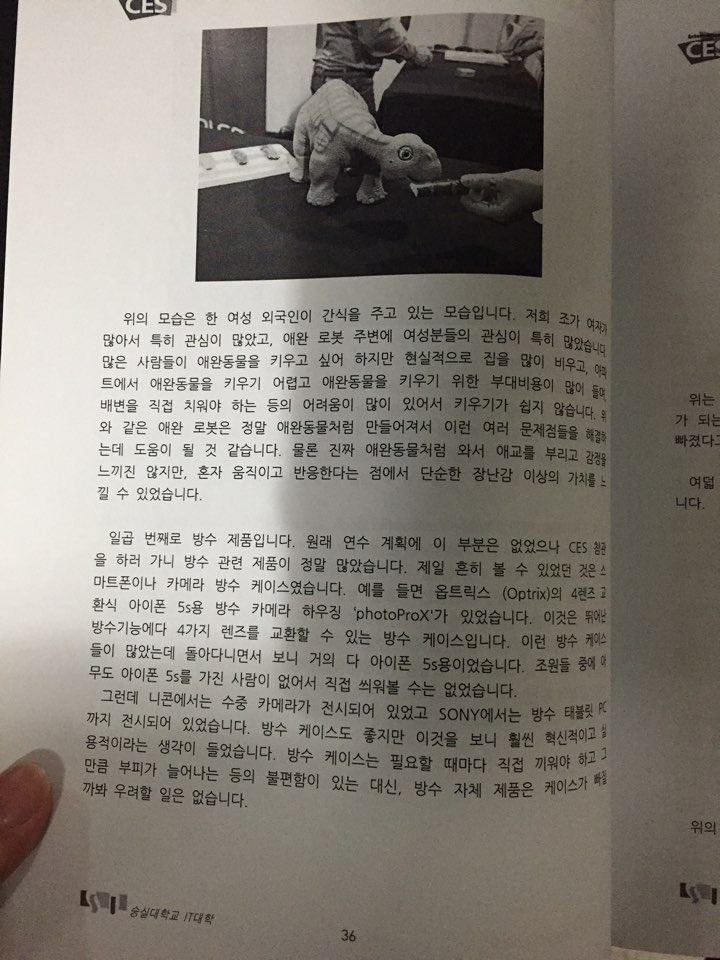 CES
위의 모습은 한 여성 외국인이 간식을 주고 있는 모습입니다. 저희 조가 여자가
많아서 특히 관심이 많았고, 애완 로봇 주변에 여성분들의 관심이 특히 많았습니다.
많은 사람들이 애완동물을 키우고 싶어 하지만 현실적으로 집을 많이 비우고, 아파
트에서 애완동물을 키우기 어렵고 애완동물을 키우기 위한 부대비용이 많이 들며,
배변을 직접 치워야 하는 등의 어려움이 많이 있어서 키우기가 쉽지 않습니다. 위
와 같은 애완 로봇은 정말 애완동물처럼 만들어져서 이런 여러 문제점들을 해결하
는데 도움이 될 것 같습니다. 물론 진짜 애완동물처럼 와서 애교를 부리고 감정을
느끼진 않지만, 혼자 움직이고 반응한다는 점에서 단순한 장난감 이상의 가치를 느
낄 수 있었습니다.
일곱 번째로 방수 제품입니다. 원래 연수 계획에 이 부분은 없었으나 CES 참관
을 하러 가니 방수 관련 제품이 정말 많았습니다. 제일 흔히 볼 수 있었던 것은 스
마트폰이나 카메라 방수 케이스였습니다. 예를 들면 옵트릭스 (Optrix)의 4렌즈 교
환식 아이폰 5s용 방수 카메라 하우징 'photoProX'가 있었습니다. 이것은 뛰어난
방수기능에다 4가지 렌즈를 교환할 수 있는 방수 케이스입니다. 이런 방수 케이스
들이 많았는데 돌아다니면서 보니 거의 다 아이폰 5s용이었습니다. 조원들 중에 아
무도 아이폰 5s를 가진 사람이 없어서 직접 씌워볼 수는 없었습니다.
그런데 니콘에서는 수중 카메라가 전시되어 있었고 SONY에서는 방수 태블릿 PC
까지 전시되어 있었습니다. 방수 케이스도 좋지만 이것을 보니 훨씬 혁신적이고 실
용적이라는 생각이 들었습니다. 방수 케이스는 필요할 때마다 직접 끼워야 하고 그
만큼 부피가 늘어나는 등의 불편함이 있는 대신, 방수 자체 제품은 케이스가 빠질
까봐 우려할 일은 없습니다.
숭실대학교 IT대학
36
CES
위는
가 되는
빠졌다고
여덟
니다.
위의